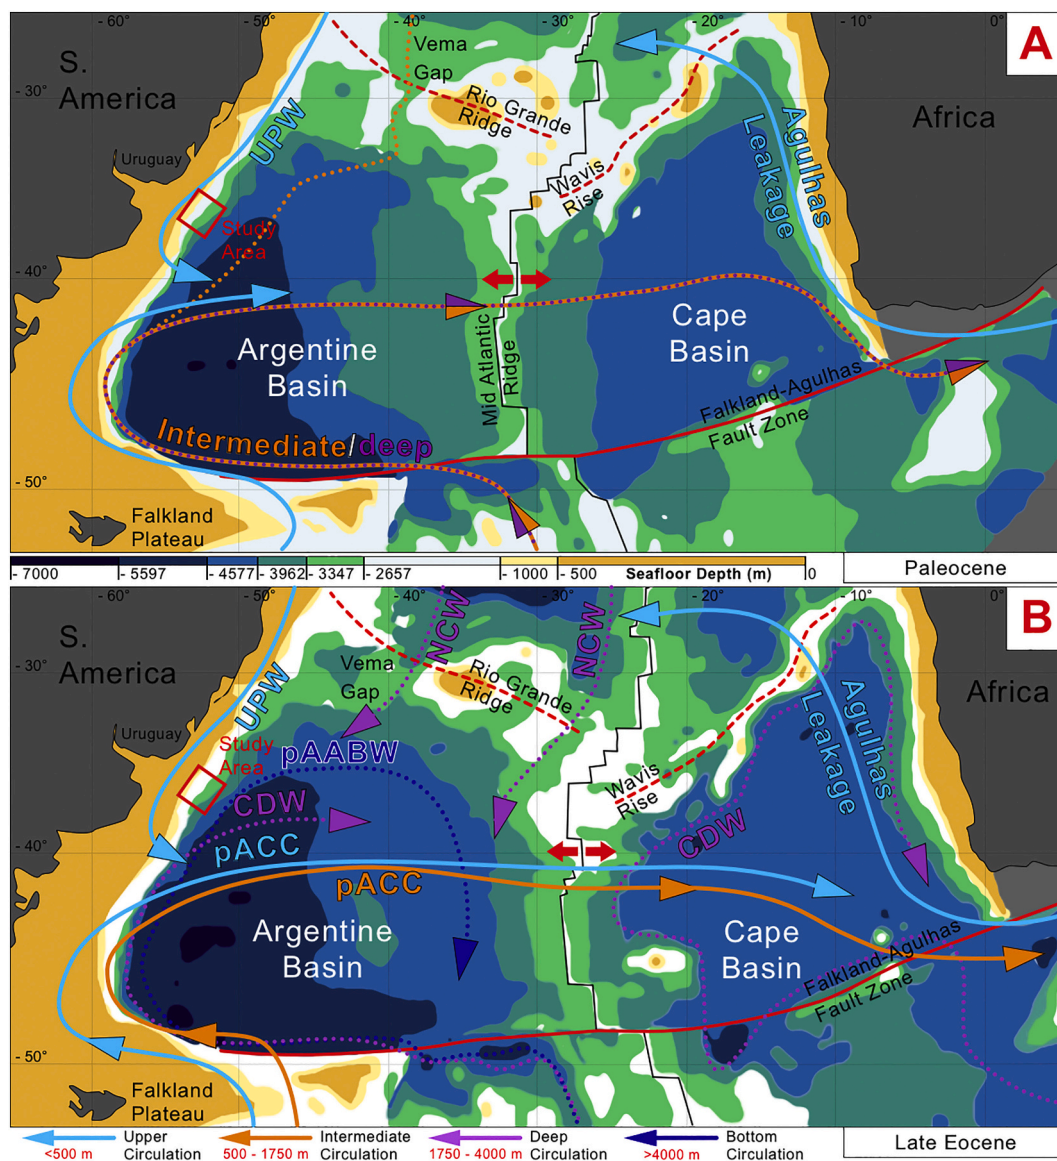 - 60°
- 50°
- 40°
- 30°
- 20°
- 10°
0°
A
S.
America
Vema
Gap
- 30°
Rio Grande
Ridge
UPW
Agulhas
Leakage
Africa
Uruguay
Wavis
Rise
Study
Area
- 40°
Argentine
Basin
Mid Atlantic
Ridge
Cape
Basin
Falkland-Agulhas
Fault Zone
Intermediate/deep
- 50°
Falkland
Plateau
- 7000
- 5597
- 4577
- 3962
- 3347
- 2657
- 1000
- 500
Seafloor Depth (m)
0
Paleocene
- 60°
- 50°
- 40°
- 30°
- 20°
- 10°
0°
B
S.
America
NCW
NCW
Vema
Gap
- 30°
Rio Grande
Ridge
UPW
Agulhas
Leakage
Africa
Uruguay
Study
Area
pAABW
Wavis
Rise
CDW
CDW
pACC
- 40°
pACC
Argentine
Basin
Cape
Basin
Falkland-Agulhas
Fault Zone
- 50°
Falkland
Plateau
Upper
Circulation
<500 m
Intermediate
Circulation
500 - 1750 m
Deep
Circulation
1750 - 4000 m
Bottom
Circulation
>4000 m
Late Eocene